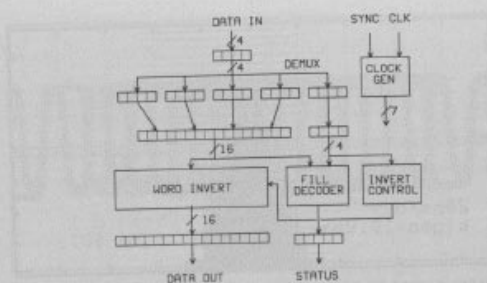 DATA IN
SYNC CLK
4
4
DEMUX
CLOCK GEN
7
16
4
WORD INVERT
FILL DECODER
INVERT CONTROL
16
DATA OUT
STATUS